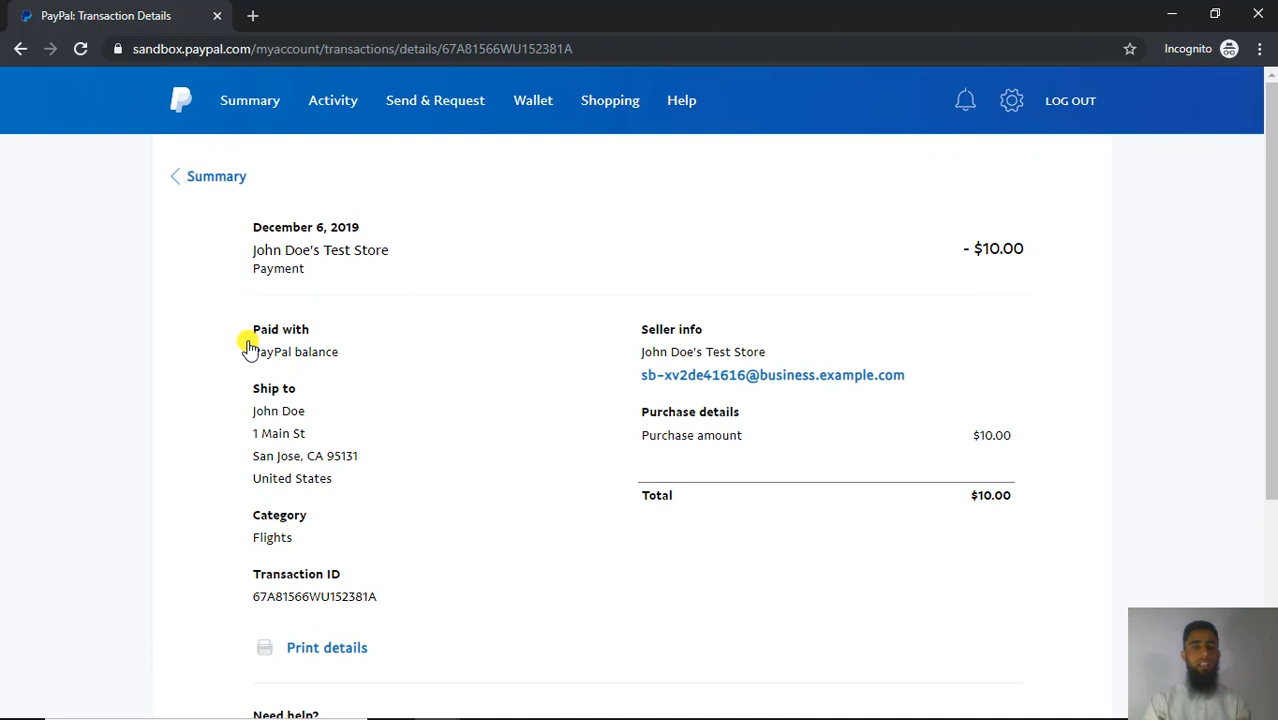 PayPal: Transaction Details
sandbox.paypal.com/myaccount/transactions/details/67A81566WU152381A
Incognito
Summary
Activity
Send & Request
Wallet
Shopping
Help
LOG OUT
Summary
December 6, 2019
John Doe's Test Store
- $10.00
Payment
Paid with
PayPal balance
Ship to
John Doe
1 Main St
San Jose, CA 95131
United States
Category
Flights
Transaction ID
67A81566WU152381A
Print details
Seller info
John Doe's Test Store
sb-xv2de41616@business.example.com
Purchase details
Purchase amount $10.00
Total $10.00
Need help?